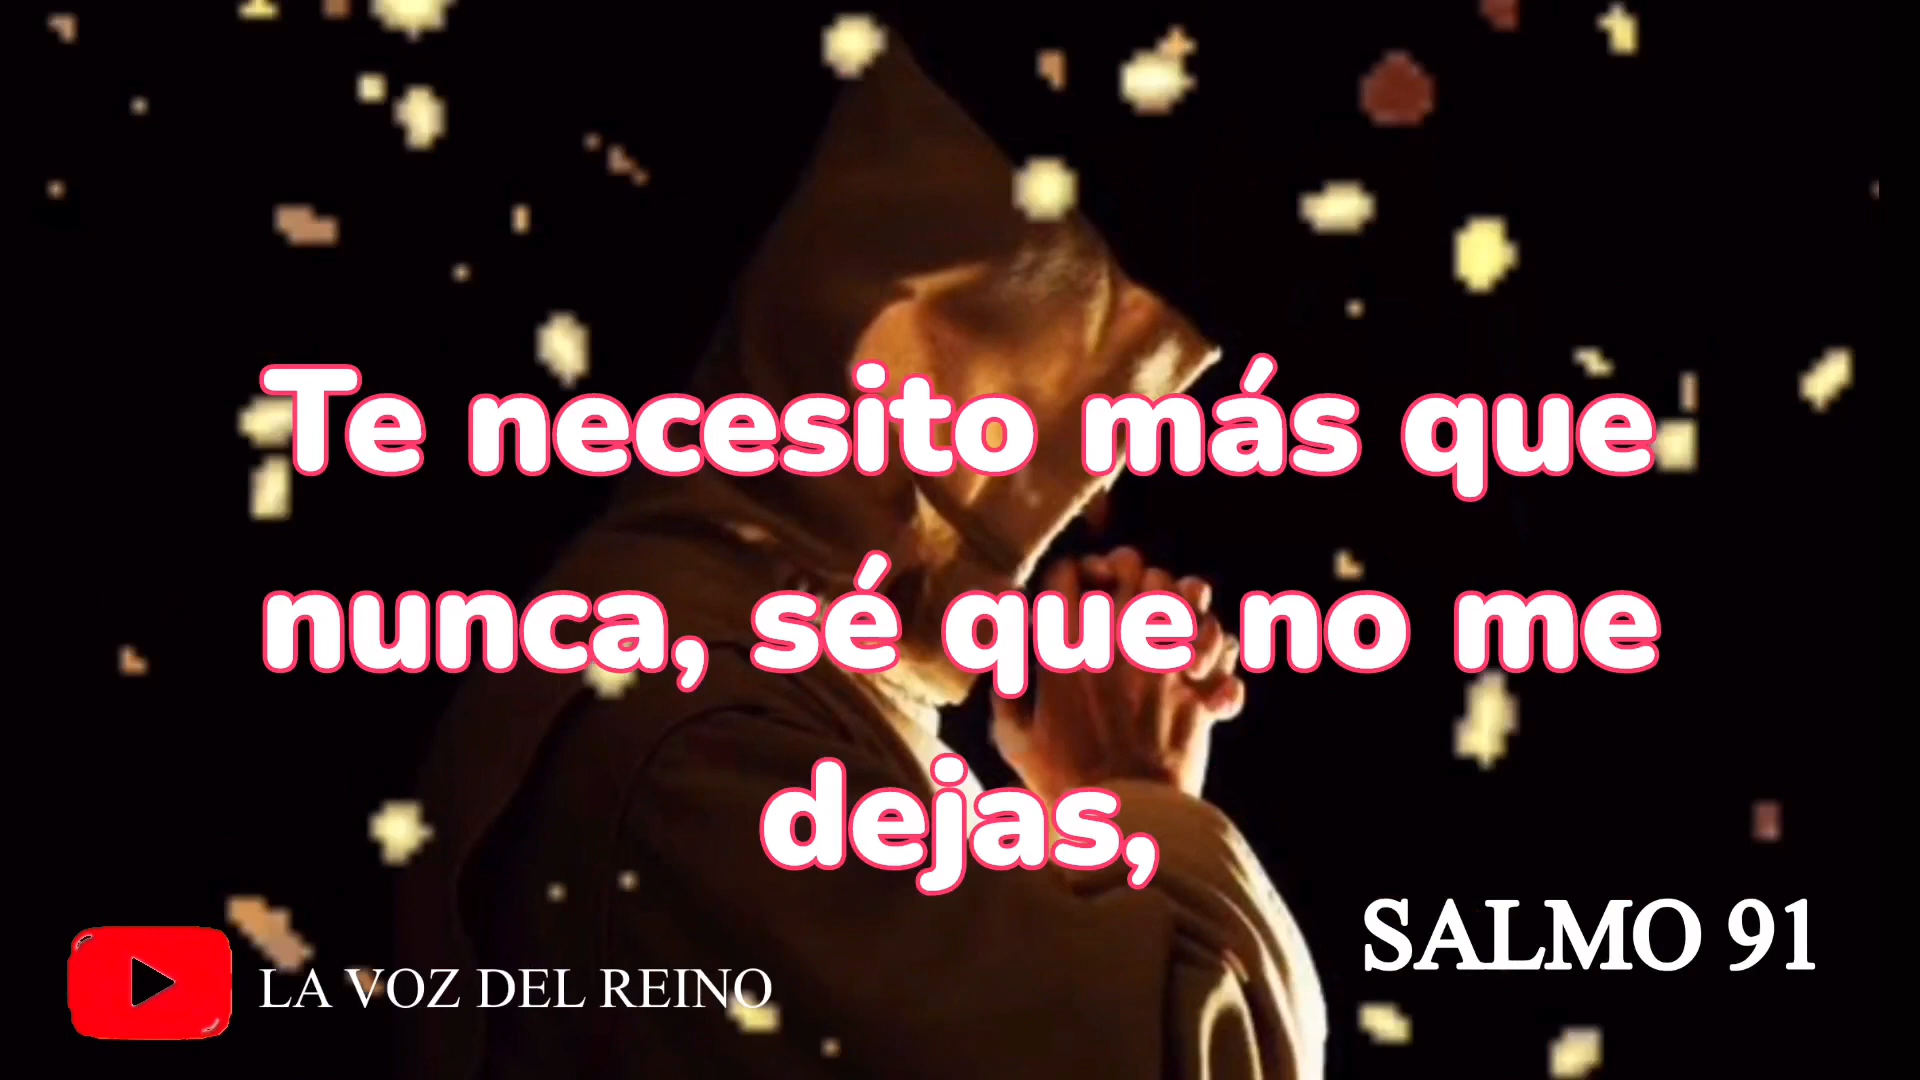 Te necesito más que
nunca, sé que no me
dejas,
SALMO 91
LA VOZ DEL REINO